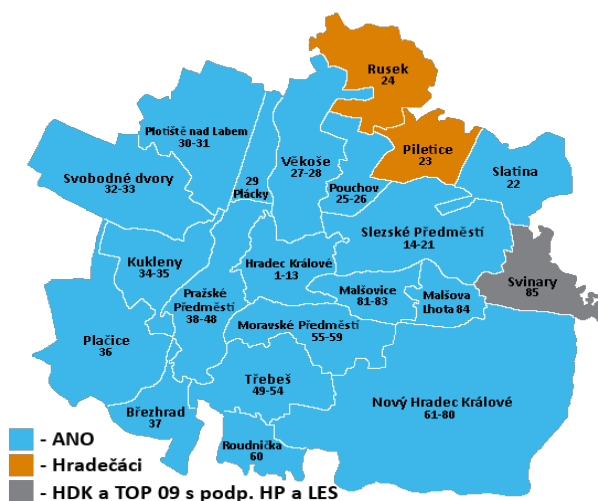 Rusek
24
Plotiště nad Labem
30-31
Věkoše
27-28
Piletice
23
Slatina
22
Svobodné dvory
32-33
29
Plácky
Pouchov
25-26
Slezské Předměstí
14-21
Kukleny
34-35
Hradec Králové
1-13
Svinary
85
Pražské
Předměstí
38-48
Malšovice
81-83
Malšova
Lhota 84
Moravské Předměstí
55-59
Plačice
36
Třebeš
49-54
Nový Hradec Králové
61-80
Březhrad
37
Roudnička
60
- ANO
- Hradečáci
- HDK a TOP 09 s podp. HP a LES